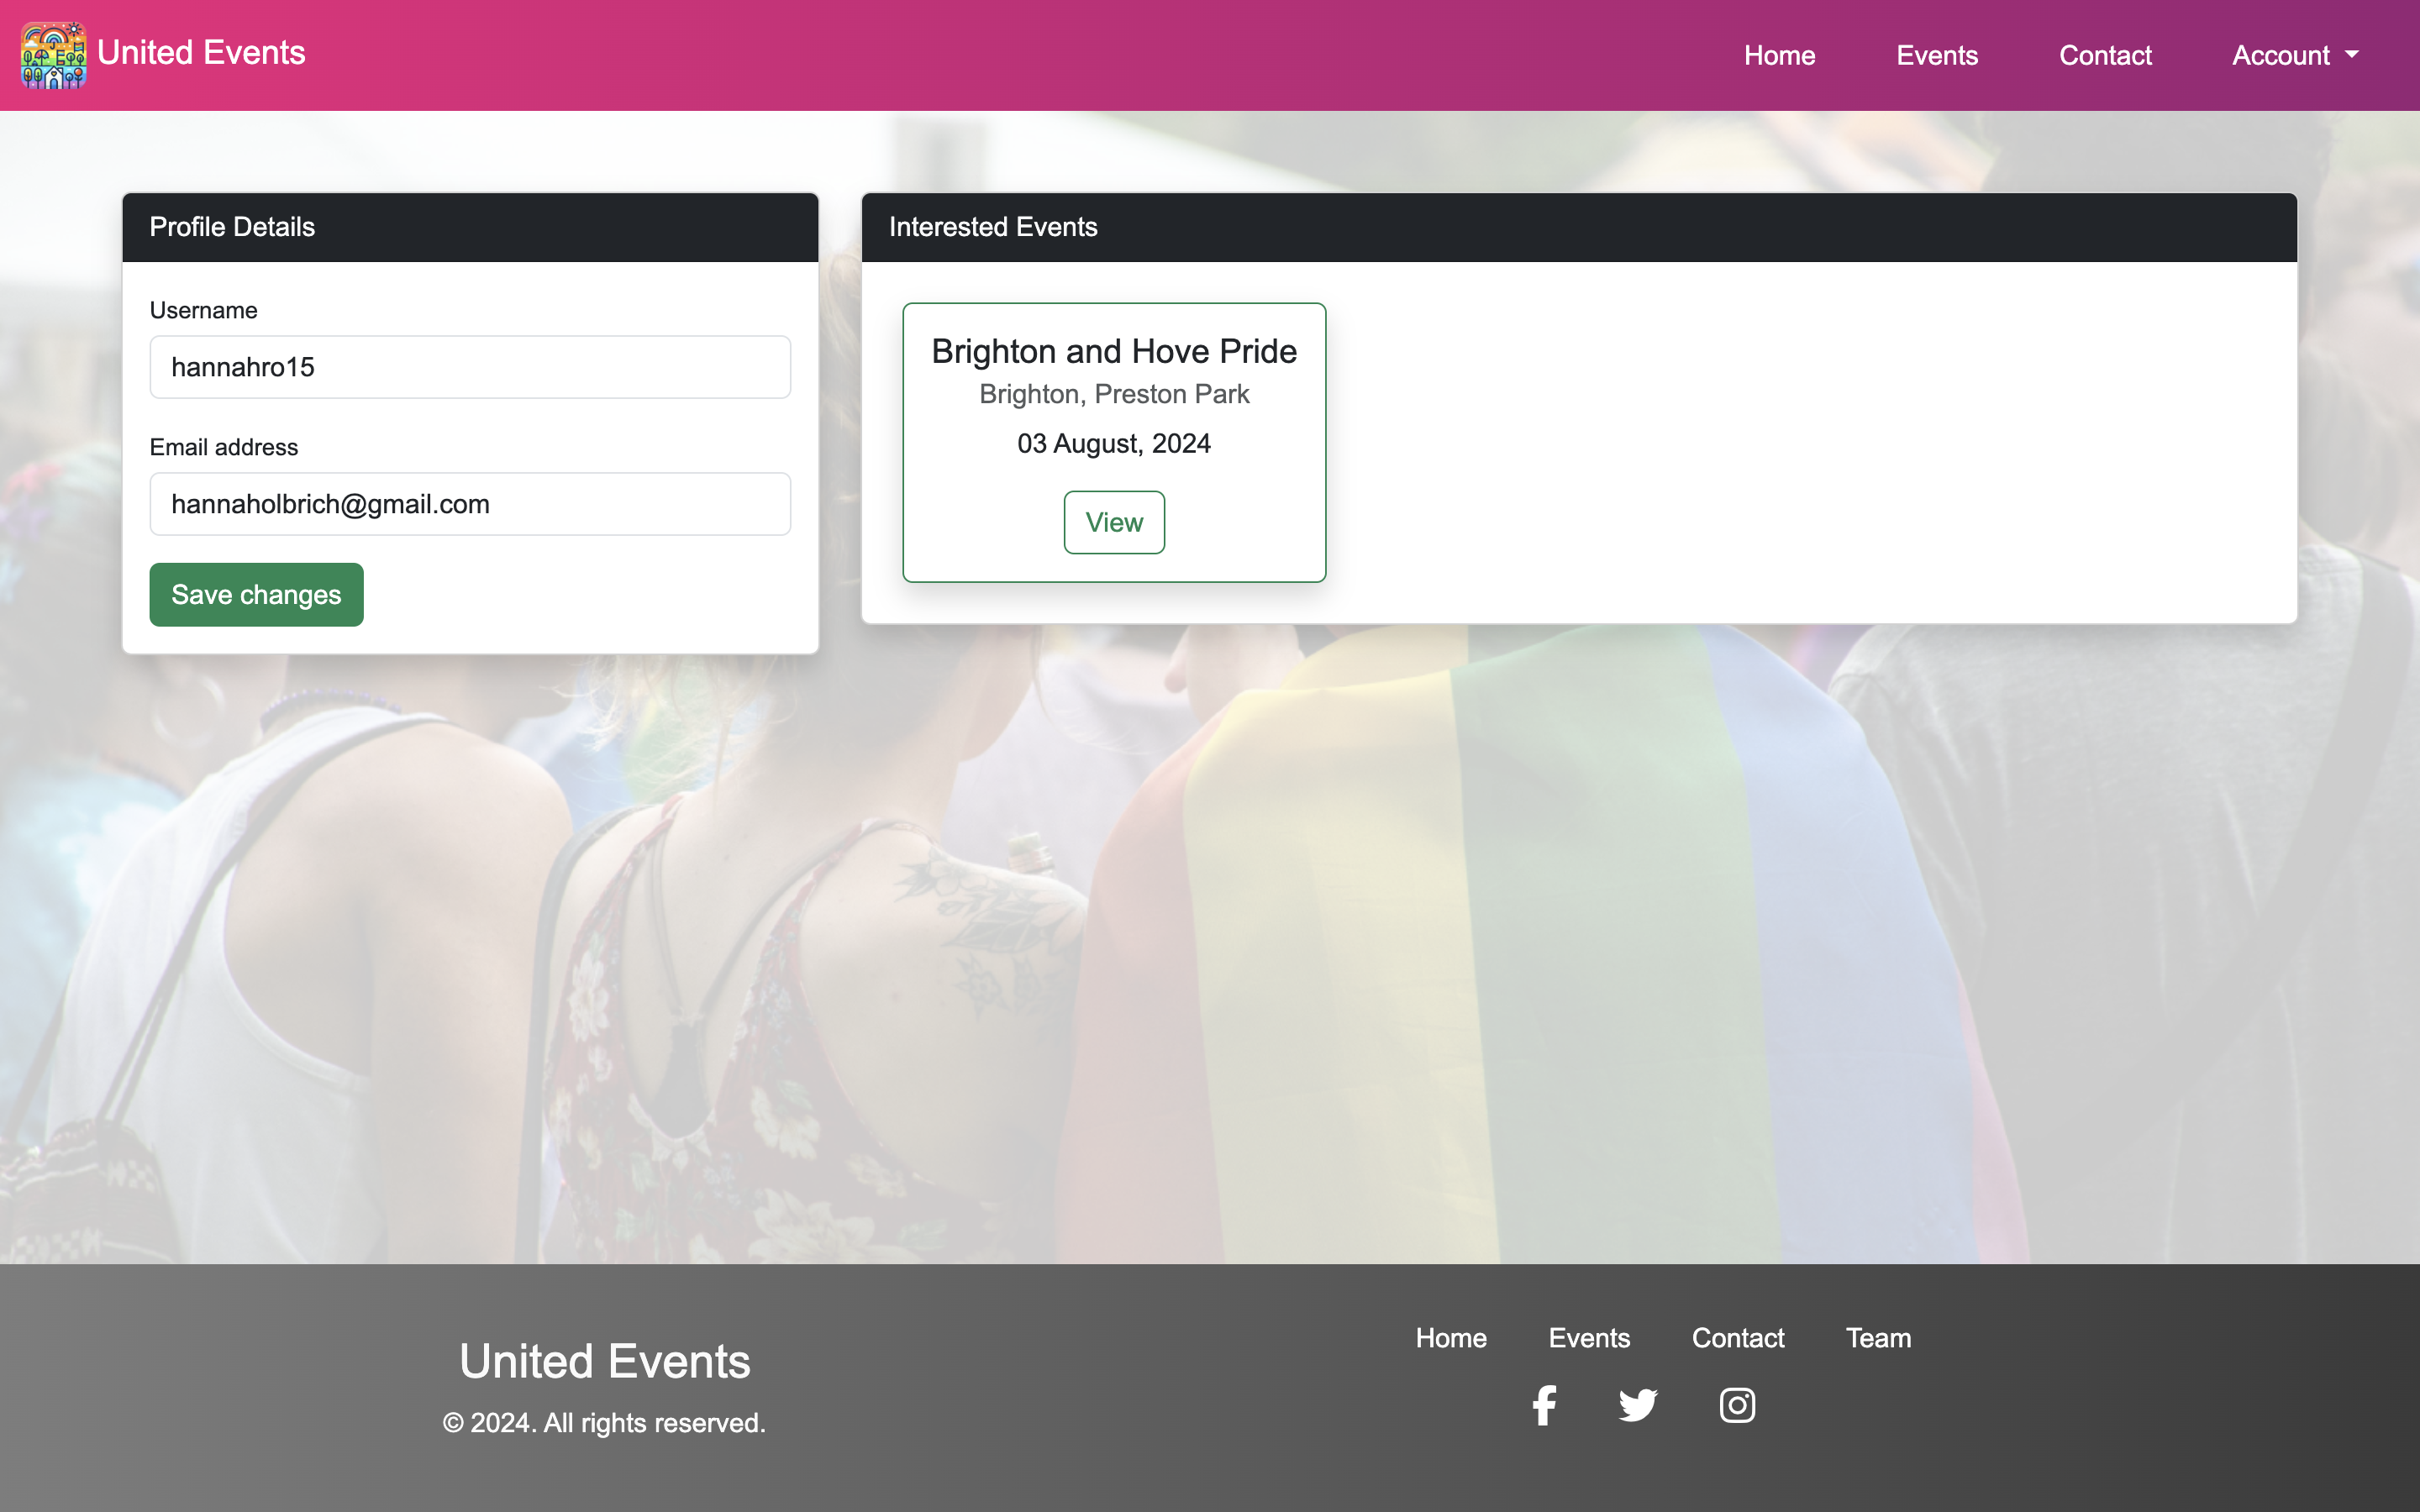 United Events
Home Events Contact Account
Profile Details
Username
hannahro15
Email address
hannaholbrich@gmail.com
Save changes
Interested Events
Brighton and Hove Pride
Brighton, Preston Park
03 August, 2024
View
United Events
© 2024. All rights reserved.
Home Events Contact Team